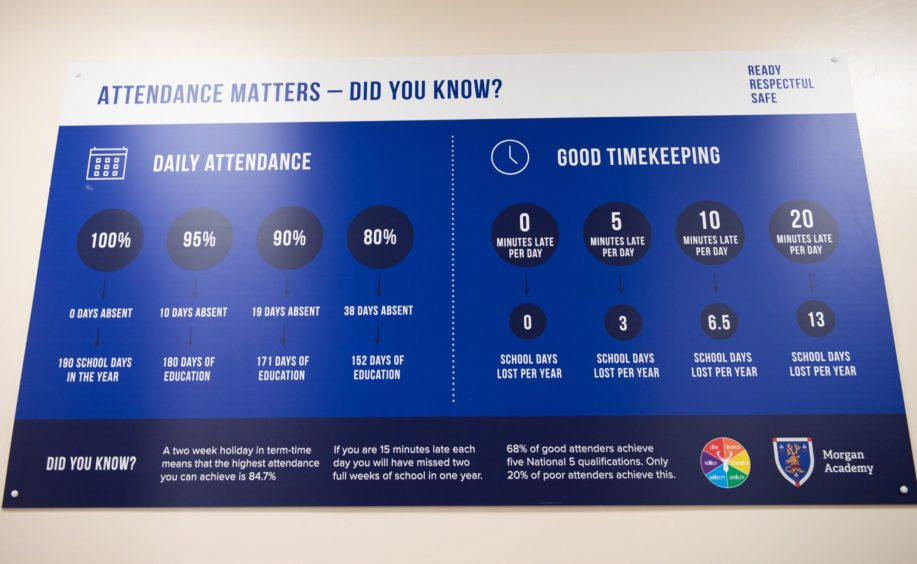 ATTENDANCE MATTERS – DID YOU KNOW?
READY
RESPECTFUL
SAFE
DAILY ATTENDANCE
100%
95%
90%
80%
0 DAYS ABSENT
10 DAYS ABSENT
19 DAYS ABSENT
38 DAYS ABSENT
190 SCHOOL DAYS
IN THE YEAR
180 DAYS OF
EDUCATION
171 DAYS OF
EDUCATION
152 DAYS OF
EDUCATION
GOOD TIMEKEEPING
0
MINUTES LATE
PER DAY
5
MINUTES LATE
PER DAY
10
MINUTES LATE
PER DAY
20
MINUTES LATE
PER DAY
0
3
6.5
13
SCHOOL DAYS
LOST PER YEAR
SCHOOL DAYS
LOST PER YEAR
SCHOOL DAYS
LOST PER YEAR
SCHOOL DAYS
LOST PER YEAR
DID YOU KNOW?
A two week holiday in term-time
means that the highest attendance
you can achieve is 84.7%
If you are 15 minutes late each
day you will have missed two
full weeks of school in one year.
68% of good attenders achieve
five National 5 qualifications. Only
20% of poor attenders achieve this.
Morgan
Academy